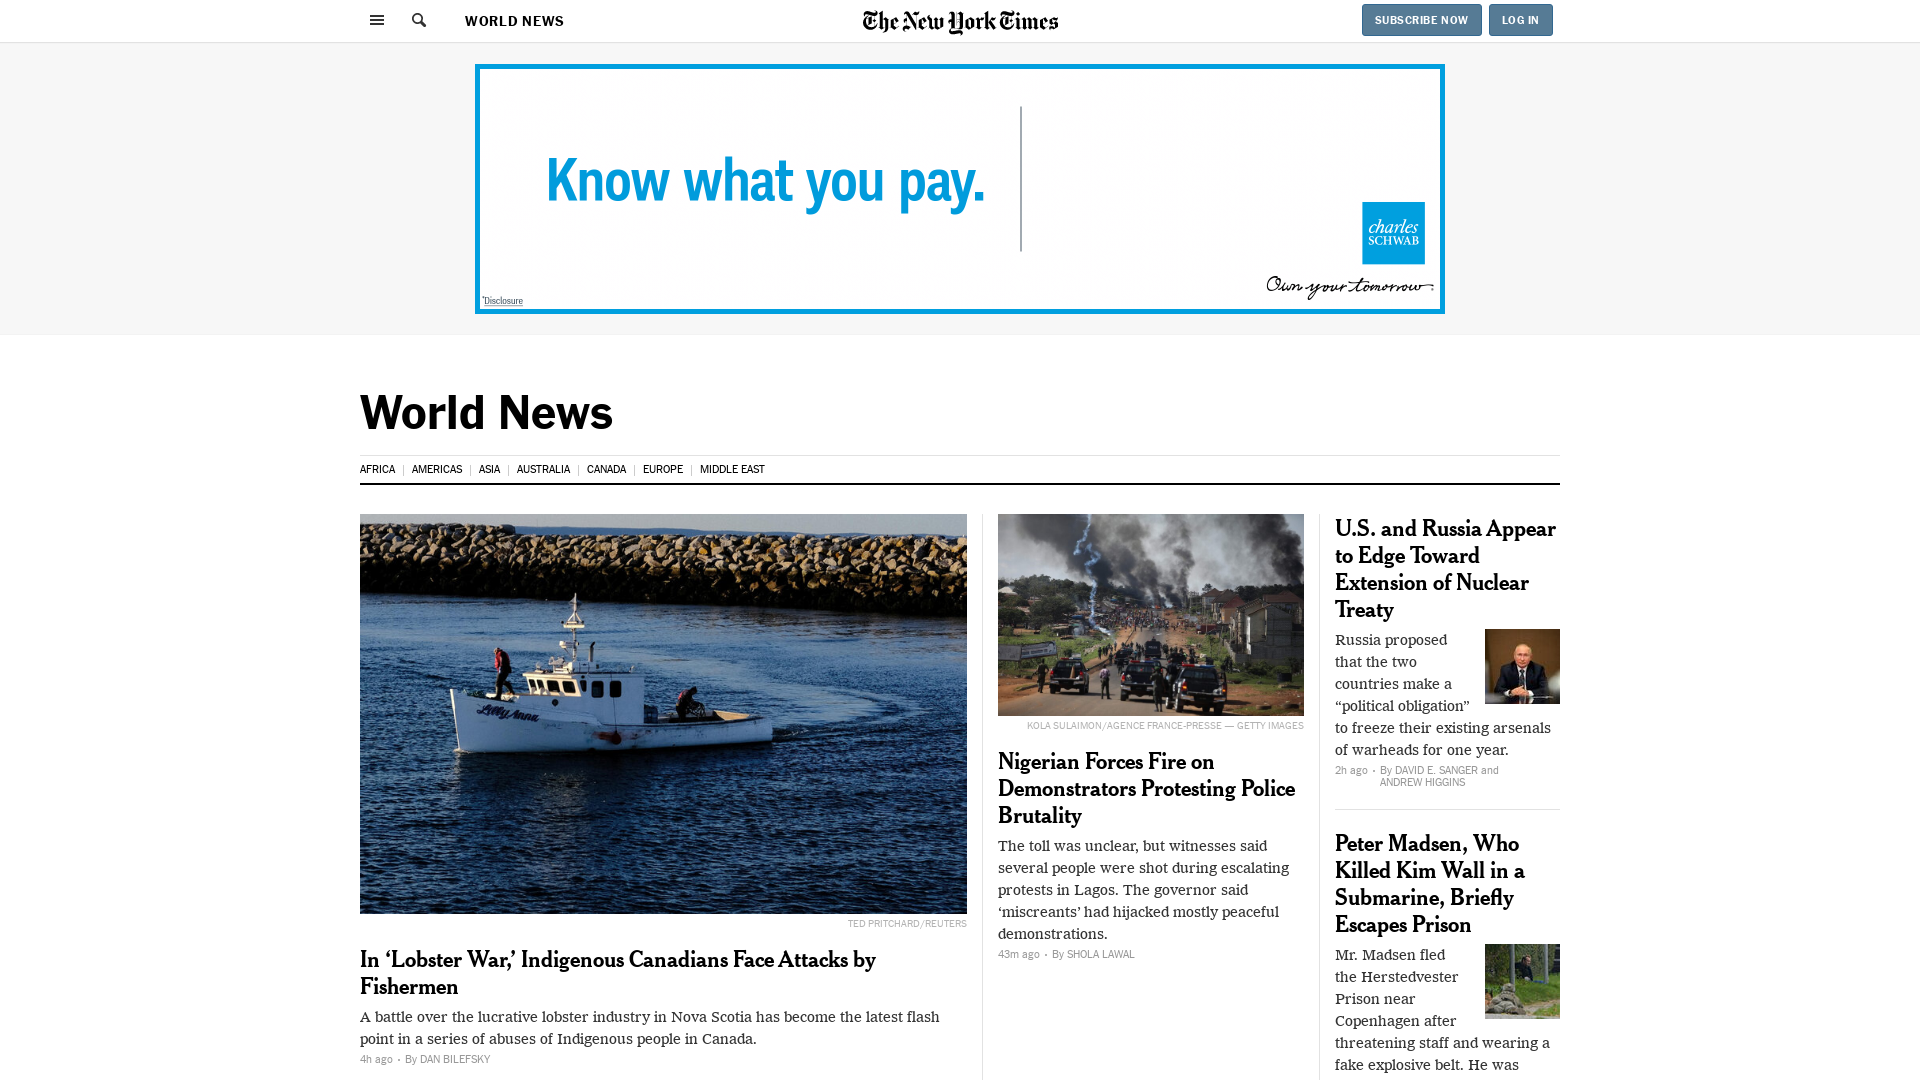 WORLD NEWS
The New York Times
SUBSCRIBE NOW
LOG IN
Know what you pay.
charles
SCHWAB
Own your tomorrow.
*Disclosure
World News
AFRICA
AMERICAS
ASIA
AUSTRALIA
CANADA
EUROPE
MIDDLE EAST
Lilly Anne
TED PRITCHARD/REUTERS
In ‘Lobster War,’ Indigenous Canadians Face Attacks by
Fishermen
A battle over the lucrative lobster industry in Nova Scotia has become the latest flash
point in a series of abuses of Indigenous people in Canada.
4h ago • By DAN BILEFSKY
KOLA SULAIMON/AGENCE FRANCE-PRESSE — GETTY IMAGES
Nigerian Forces Fire on
Demonstrators Protesting Police
Brutality
The toll was unclear, but witnesses said
several people were shot during escalating
protests in Lagos. The governor said
‘miscreants’ had hijacked mostly peaceful
demonstrations.
43m ago • By SHOLA LAWAL
U.S. and Russia Appear
to Edge Toward
Extension of Nuclear
Treaty
Russia proposed
that the two
countries make a
“political obligation”
to freeze their existing arsenals
of warheads for one year.
2h ago • By DAVID E. SANGER and
ANDREW HIGGINS
Peter Madsen, Who
Killed Kim Wall in a
Submarine, Briefly
Escapes Prison
Mr. Madsen fled
the Herstedvester
Prison near
Copenhagen after
threatening staff and wearing a
fake explosive belt. He was